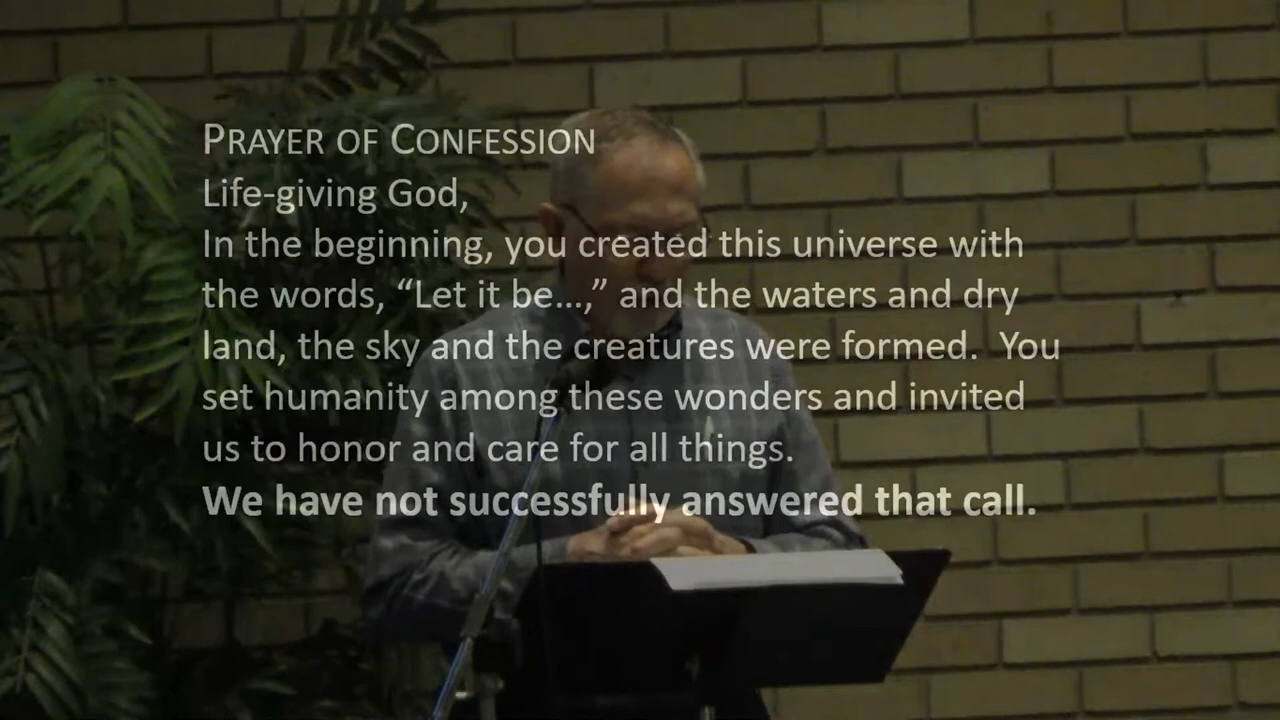 PRAYER OF CONFESSION
Life-giving God,
In the beginning, you created this universe with
the words, “Let it be...,” and the waters and dry
land, the sky and the creatures were formed.  You
set humanity among these wonders and invited
us to honor and care for all things.
We have not successfully answered that call.